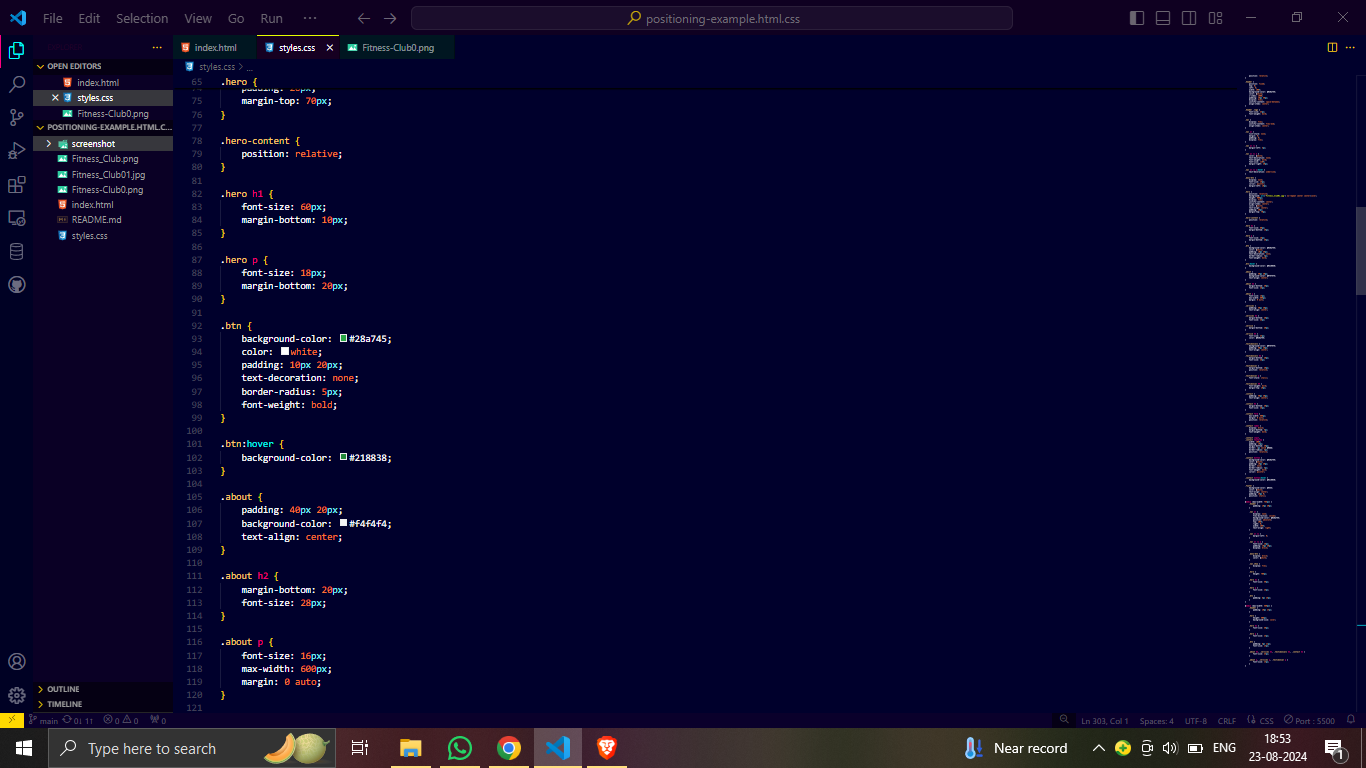 File Edit Selection View Go Run ···
positioning-example.html.css
index.html
styles.css
Fitness-Club0.png
OPEN EDITORS
index.html
styles.css
Fitness-Club0.png
POSITIONING-EXAMPLE.HTML.C...
screenshot
Fitness_Club.png
Fitness_Club01.jpg
Fitness-Club0.png
index.html
README.md
styles.css
OUTLINE
TIMELINE
styles.css > ...
65 .hero {
75 margin-top: 70px;
76 }
77
78 .hero-content {
79 position: relative;
80 }
81
82 .hero h1 {
83 font-size: 60px;
84 margin-bottom: 10px;
85 }
86
87 .hero p {
88 font-size: 18px;
89 margin-bottom: 20px;
90 }
91
92 .btn {
93 background-color: #28a745;
94 color: white;
95 padding: 10px 20px;
96 text-decoration: none;
97 border-radius: 5px;
98 font-weight: bold;
99 }
100
101 .btn:hover {
102 background-color: #218838;
103 }
104
105 .about {
106 padding: 40px 20px;
107 background-color: #f4f4f4;
108 text-align: center;
109 }
110
111 .about h2 {
112 margin-bottom: 20px;
113 font-size: 28px;
114 }
115
116 .about p {
117 font-size: 16px;
118 max-width: 600px;
119 margin: 0 auto;
120 }
121
main 0↓ 1↑ 0 0 0
Ln 303, Col 1 Spaces: 4 UTF-8 CRLF CSS Port : 5500
Type here to search
Near record
ENG
18:53
23-08-2024
1